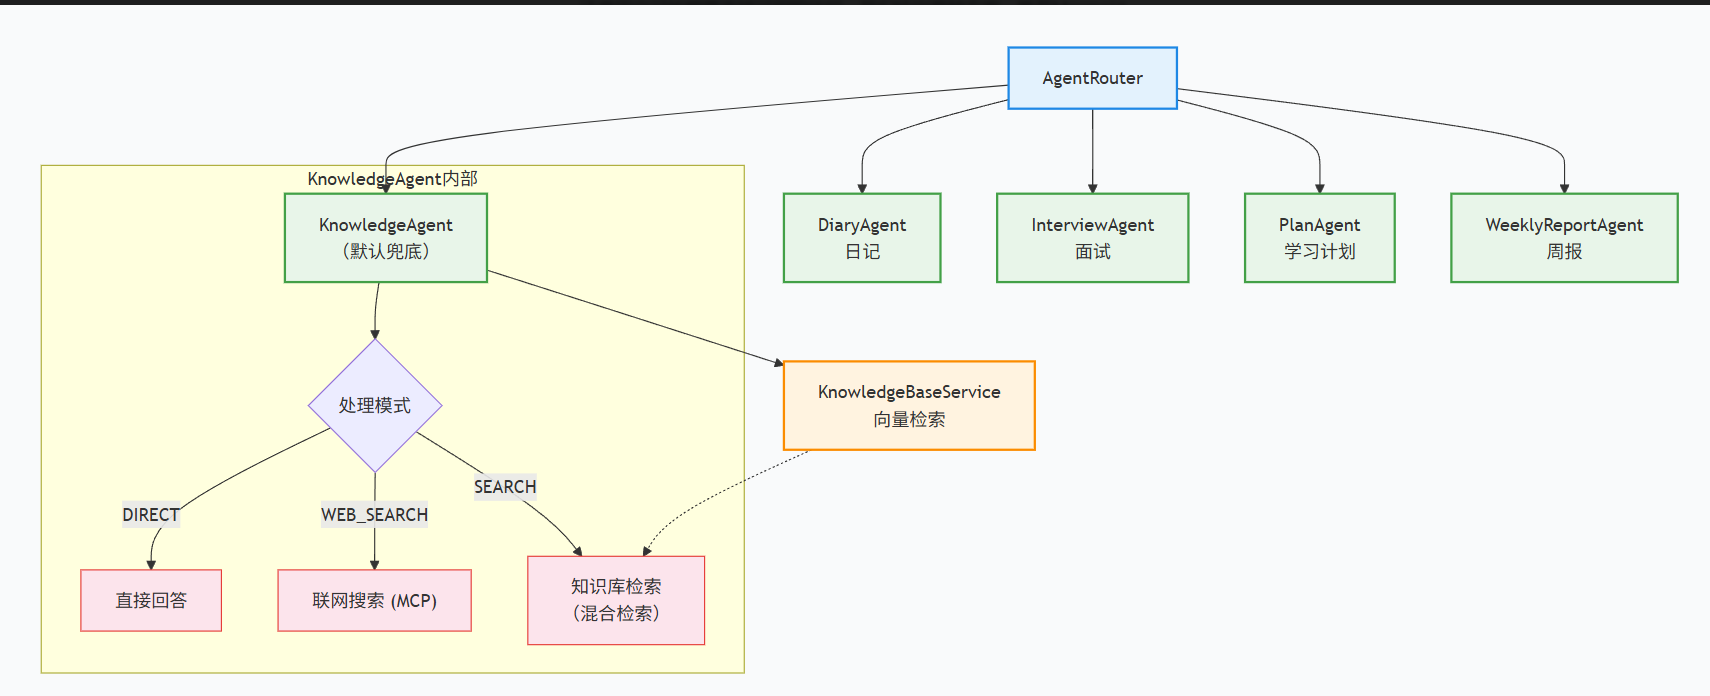 AgentRouter
KnowledgeAgent内部
KnowledgeAgent
（默认兜底）
DiaryAgent
日记
InterviewAgent
面试
PlanAgent
学习计划
WeeklyReportAgent
周报
KnowledgeBaseService
向量检索
处理模式
SEARCH
DIRECT
WEB_SEARCH
直接回答
联网搜索 (MCP)
知识库检索
（混合检索）